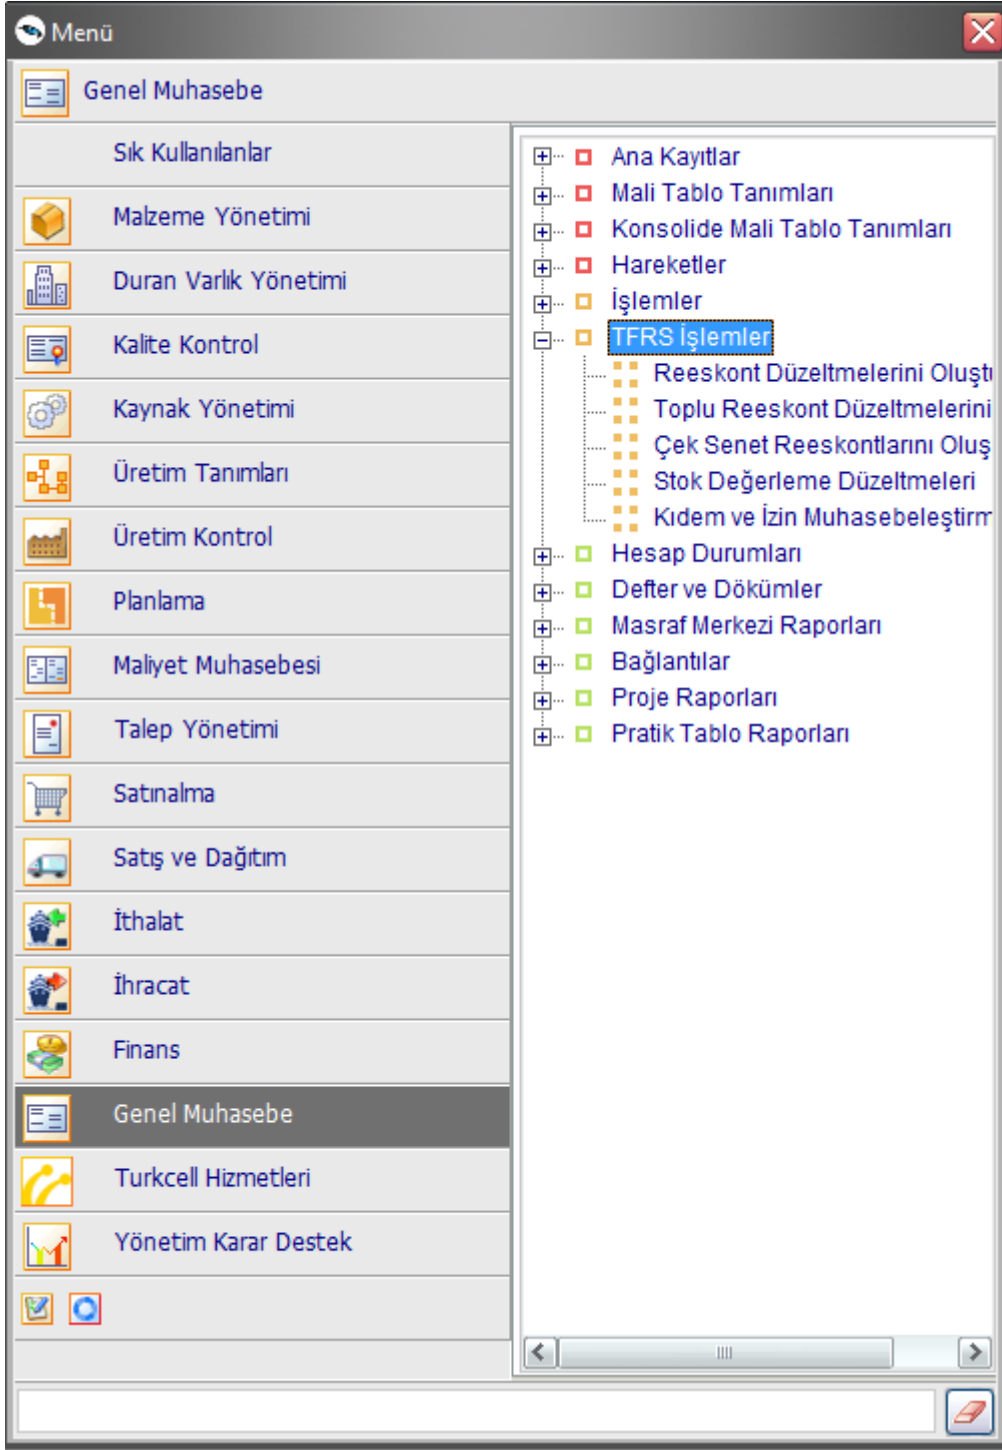 Menü
Genel Muhasebe
Sık Kullanılanlar
Malzeme Yönetimi
Duran Varlık Yönetimi
Kalite Kontrol
Kaynak Yönetimi
Üretim Tanımları
Üretim Kontrol
Planlama
Maliyet Muhasebesi
Talep Yönetimi
Satınalma
Satış ve Dağıtım
İthalat
İhracat
Finans
Genel Muhasebe
Turkcell Hizmetleri
Yönetim Karar Destek
Ana Kayıtlar
Mali Tablo Tanımları
Konsolide Mali Tablo Tanımları
Hareketler
İşlemler
TFRS İşlemler
Reeskont Düzeltmelerini Oluştu
Toplu Reeskont Düzeltmelerini
Çek Senet Reeskontlarını Oluş
Stok Değerleme Düzeltmeleri
Kıdem ve İzin Muhasebeleştirm
Hesap Durumları
Defter ve Dökümler
Masraf Merkezi Raporları
Bağlantılar
Proje Raporları
Pratik Tablo Raporları